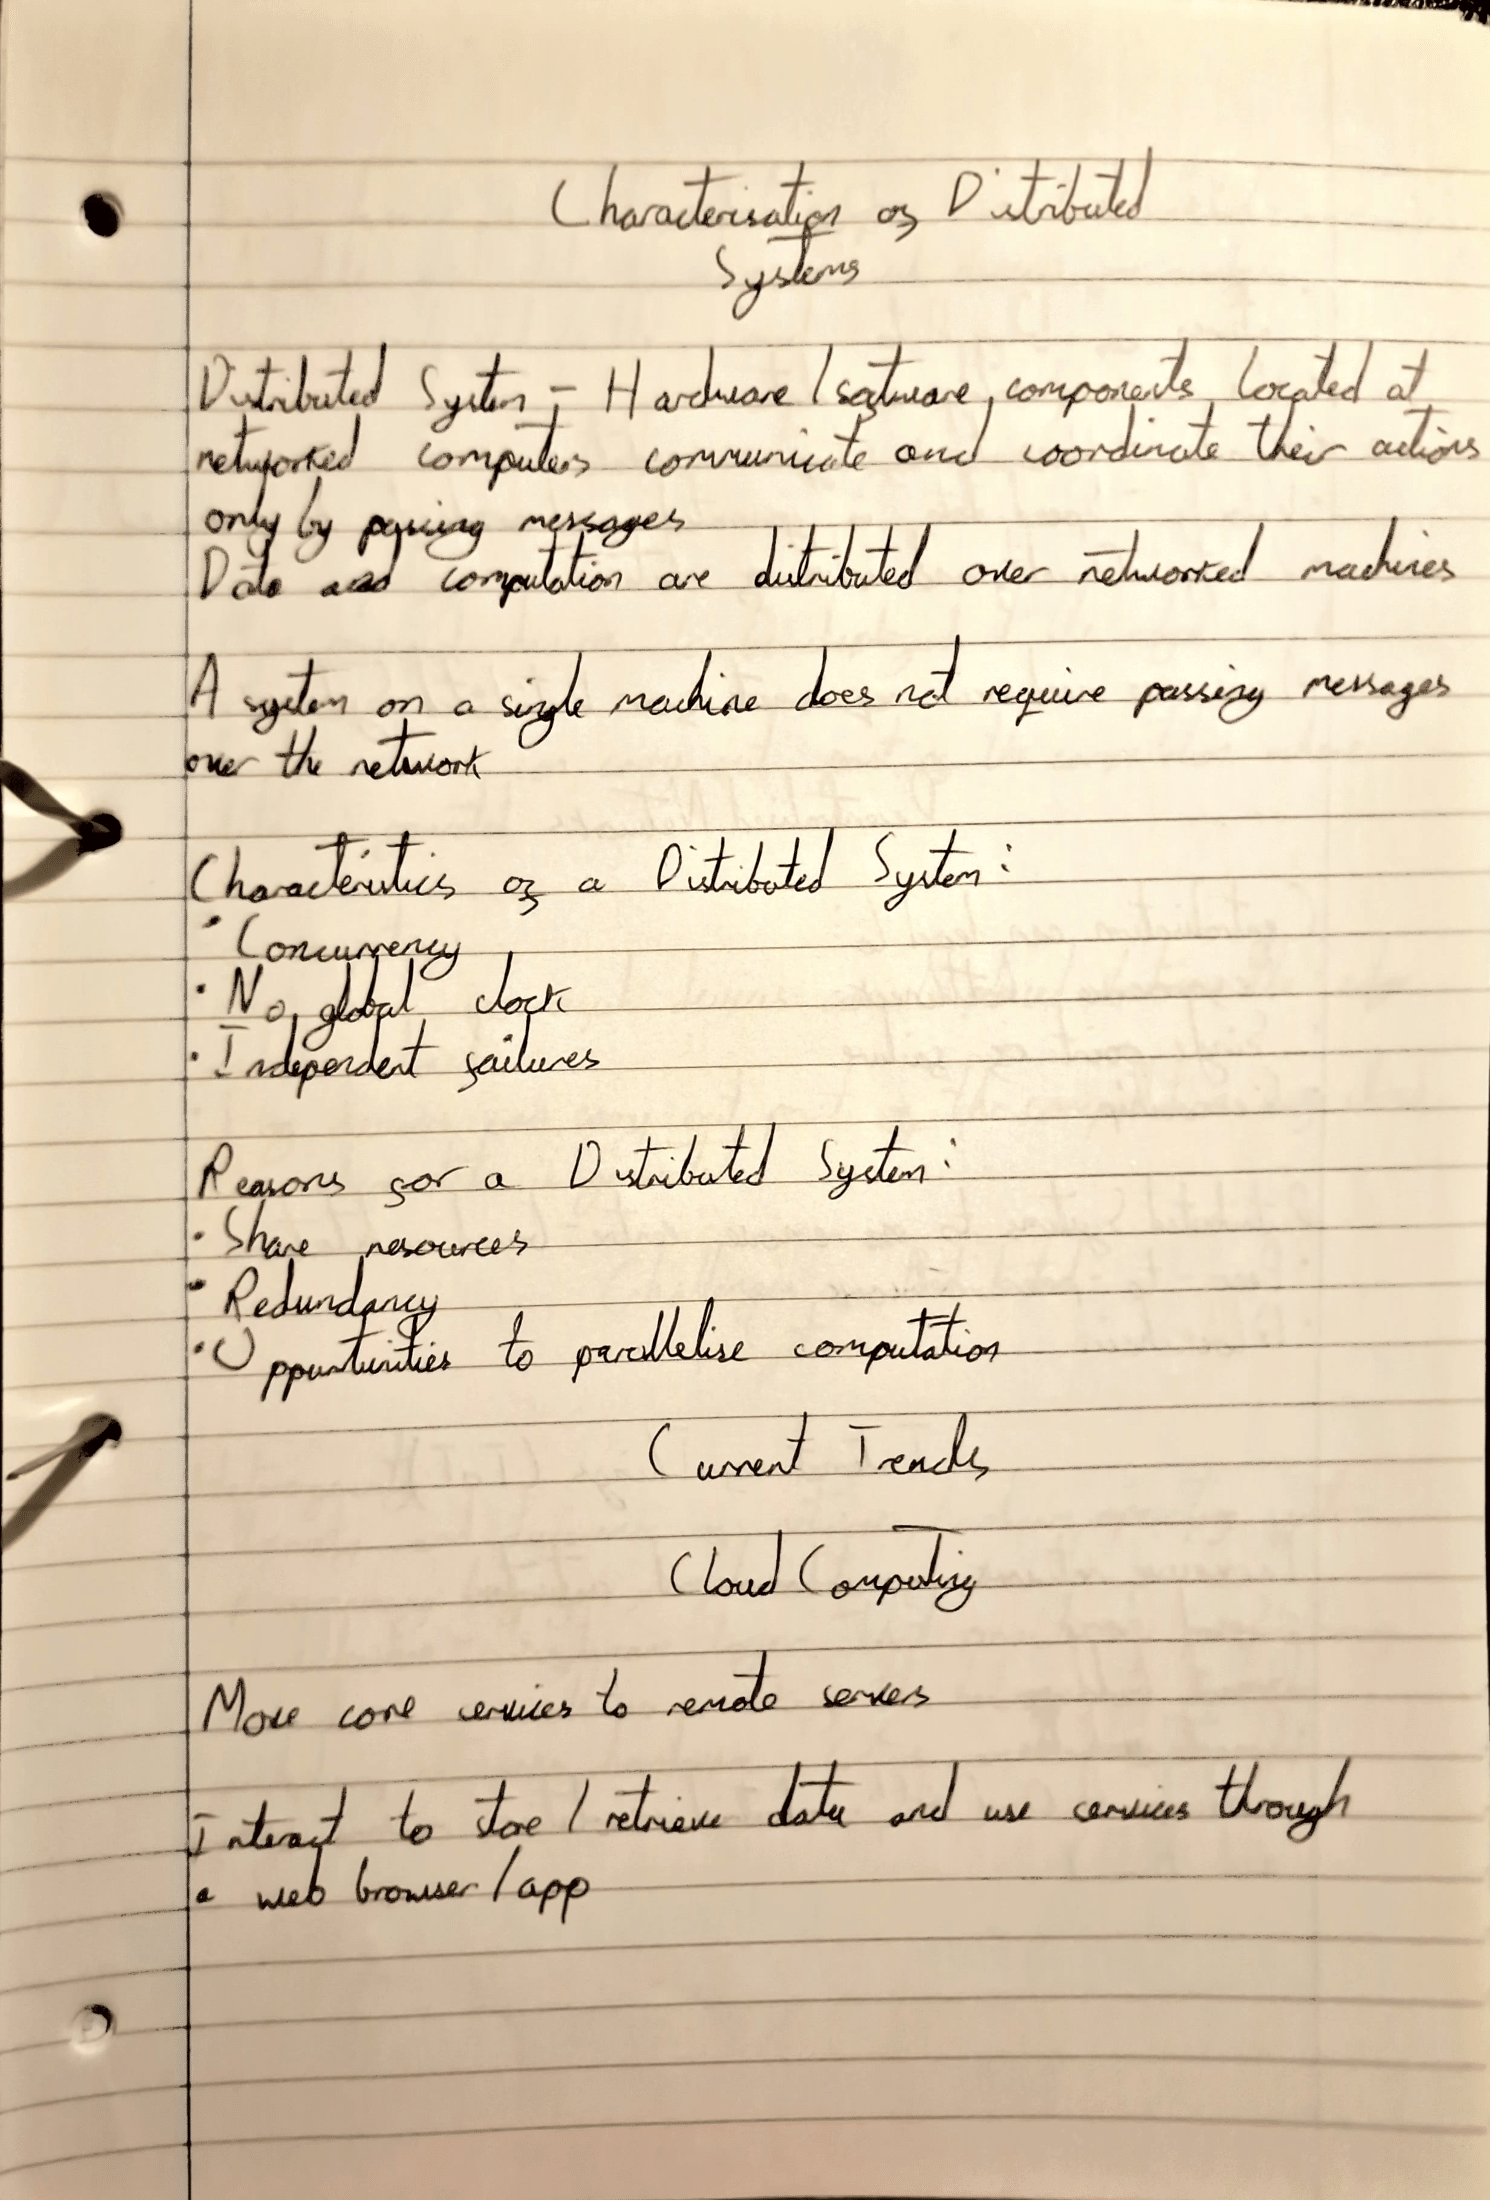 Characterisation of Distributed
Systems
Distributed System - Hardware/software components located at
networked computers communicate and coordinate their actions
only by passing messages
Data and computation are distributed over networked machines
A system on a single machine does not require passing messages
over the network
Characteristics of a Distributed System:
• Concurrency
• No global clock
• Independent failures
Reasons for a Distributed System:
• Share resources
• Redundancy
• Oppurtunities to parallelise computation
Current Trends
Cloud Computing
Move core services to remote servers
Interact to store/retrieve data and use services through
a web browser/app